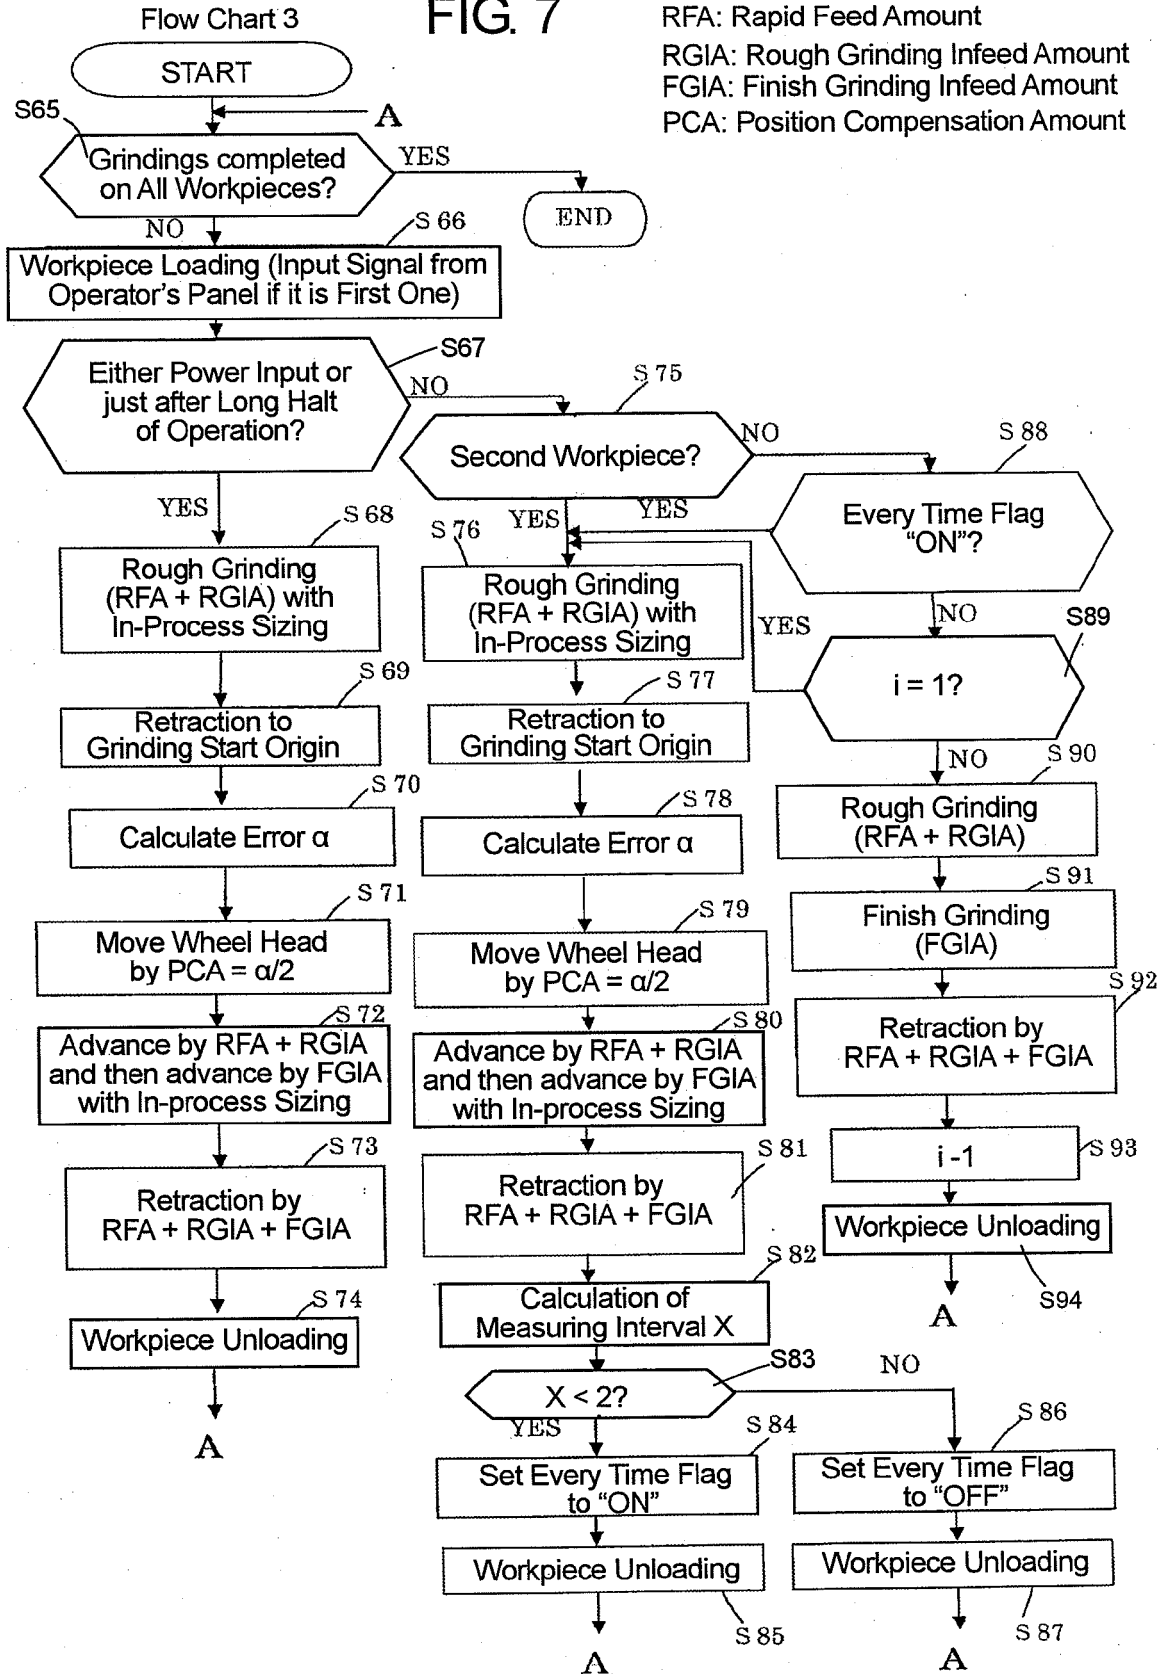 Flow Chart 3
FIG. 7
RFA: Rapid Feed Amount
RGIA: Rough Grinding Infeed Amount
FGIA: Finish Grinding Infeed Amount
PCA: Position Compensation Amount
START
A
S65
Grindings completed
on All Workpieces?
YES
END
NO
S 66
Workpiece Loading (Input Signal from
Operator's Panel if it is First One)
S67
Either Power Input or
just after Long Halt
of Operation?
NO
YES
S 68
Rough Grinding
(RFA + RGIA) with
In-Process Sizing
S 69
Retraction to
Grinding Start Origin
S 70
Calculate Error α
S 71
Move Wheel Head
by PCA = α/2
S 72
Advance by RFA + RGIA
and then advance by FGIA
with In-process Sizing
S 73
Retraction by
RFA + RGIA + FGIA
S 74
Workpiece Unloading
A
S 75
Second Workpiece?
NO
YES
S 76
Rough Grinding
(RFA + RGIA) with
In-Process Sizing
S 77
Retraction to
Grinding Start Origin
S 78
Calculate Error α
S 79
Move Wheel Head
by PCA = α/2
S 80
Advance by RFA + RGIA
and then advance by FGIA
with In-process Sizing
S 81
Retraction by
RFA + RGIA + FGIA
S 82
Calculation of
Measuring Interval X
S83
X < 2?
NO
YES
S 84
Set Every Time Flag
to "ON"
Workpiece Unloading
S 85
A
S 86
Set Every Time Flag
to "OFF"
Workpiece Unloading
S 87
A
S 88
Every Time Flag
"ON"?
YES
NO
S89
i = 1?
YES
NO
S 90
Rough Grinding
(RFA + RGIA)
S 91
Finish Grinding
(FGIA)
S 92
Retraction by
RFA + RGIA + FGIA
i -1
S 93
Workpiece Unloading
S94
A